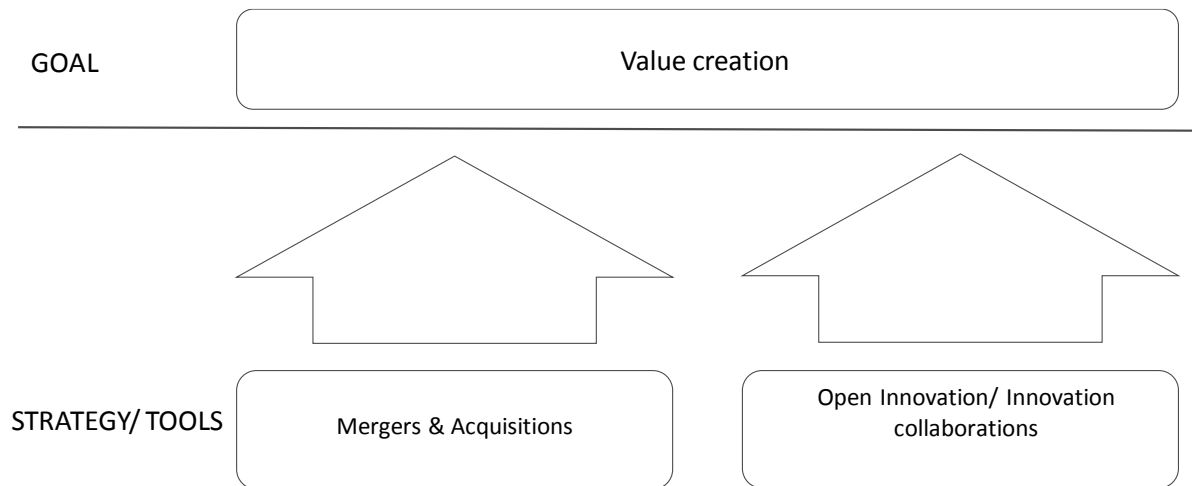 GOAL
Value creation
STRATEGY/ TOOLS
Mergers & Acquisitions
Open Innovation/ Innovation
collaborations